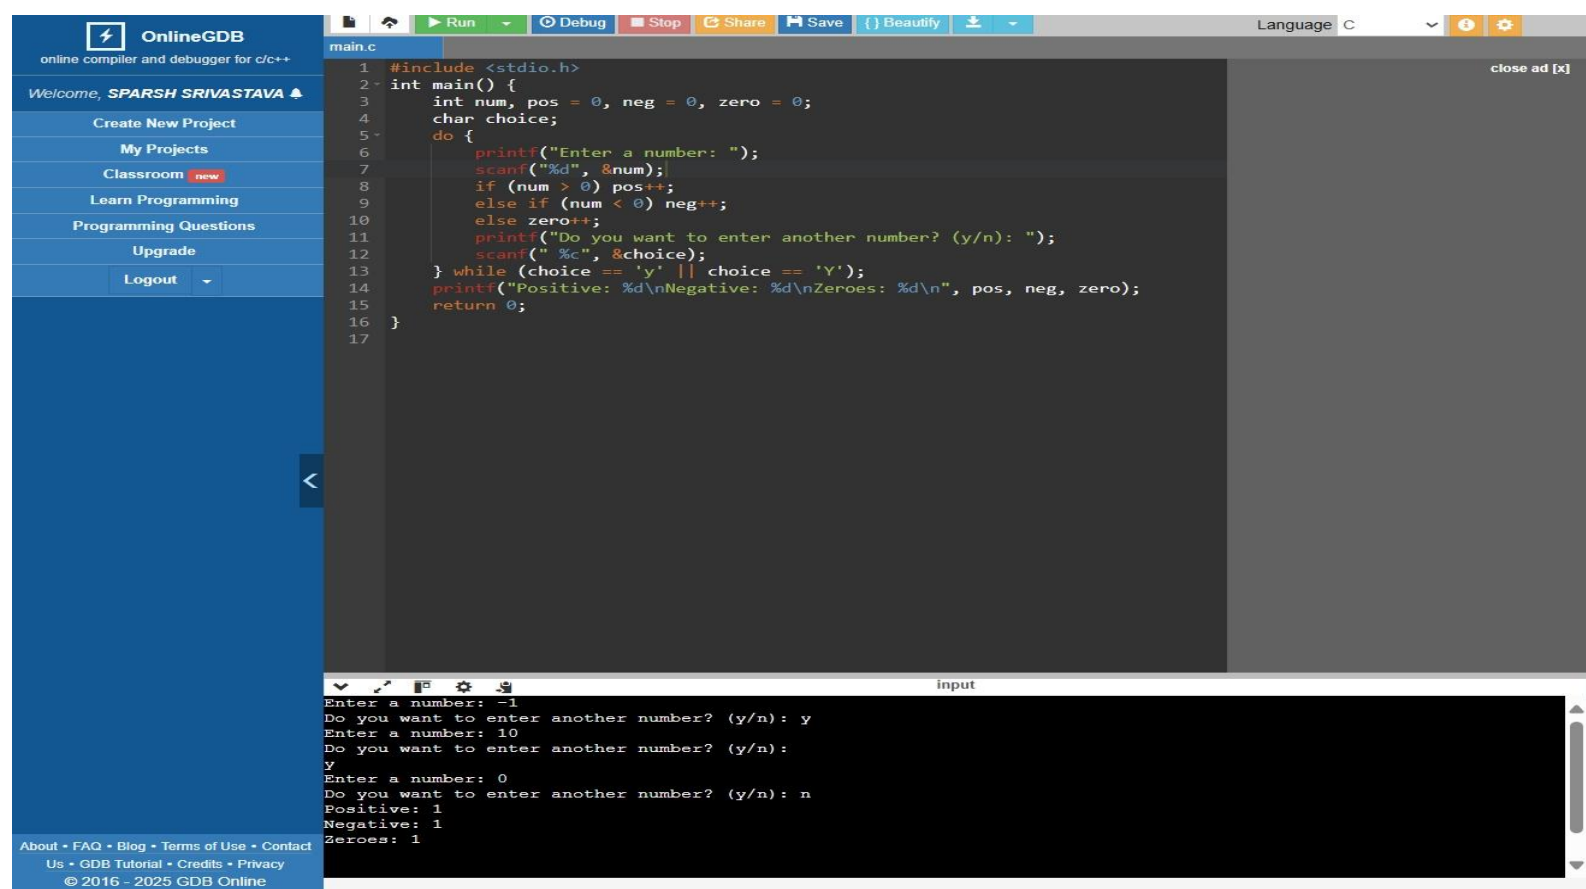 OnlineGDB
online compiler and debugger for c/c++
Welcome, SPARSH SRIVASTAVA
Create New Project
My Projects
Classroom new
Learn Programming
Programming Questions
Upgrade
Logout
About • FAQ • Blog • Terms of Use • Contact
Us • GDB Tutorial • Credits • Privacy
© 2016 - 2025 GDB Online
Run Debug Stop Share Save {} Beautify Language C
main.c
close ad [x]
1 #include <stdio.h>
2 int main() {
3 int num, pos = 0, neg = 0, zero = 0;
4 char choice;
5 do {
6 printf("Enter a number: ");
7 scanf("%d", &num);
8 if (num > 0) pos++;
9 else if (num < 0) neg++;
10 else zero++;
11 printf("Do you want to enter another number? (y/n): ");
12 scanf(" %c", &choice);
13 } while (choice == 'y' || choice == 'Y');
14 printf("Positive: %d\nNegative: %d\nZeroes: %d\n", pos, neg, zero);
15 return 0;
16 }
17
input
Enter a number: -1
Do you want to enter another number? (y/n): y
Enter a number: 10
Do you want to enter another number? (y/n):
y
Enter a number: 0
Do you want to enter another number? (y/n): n
Positive: 1
Negative: 1
Zeroes: 1